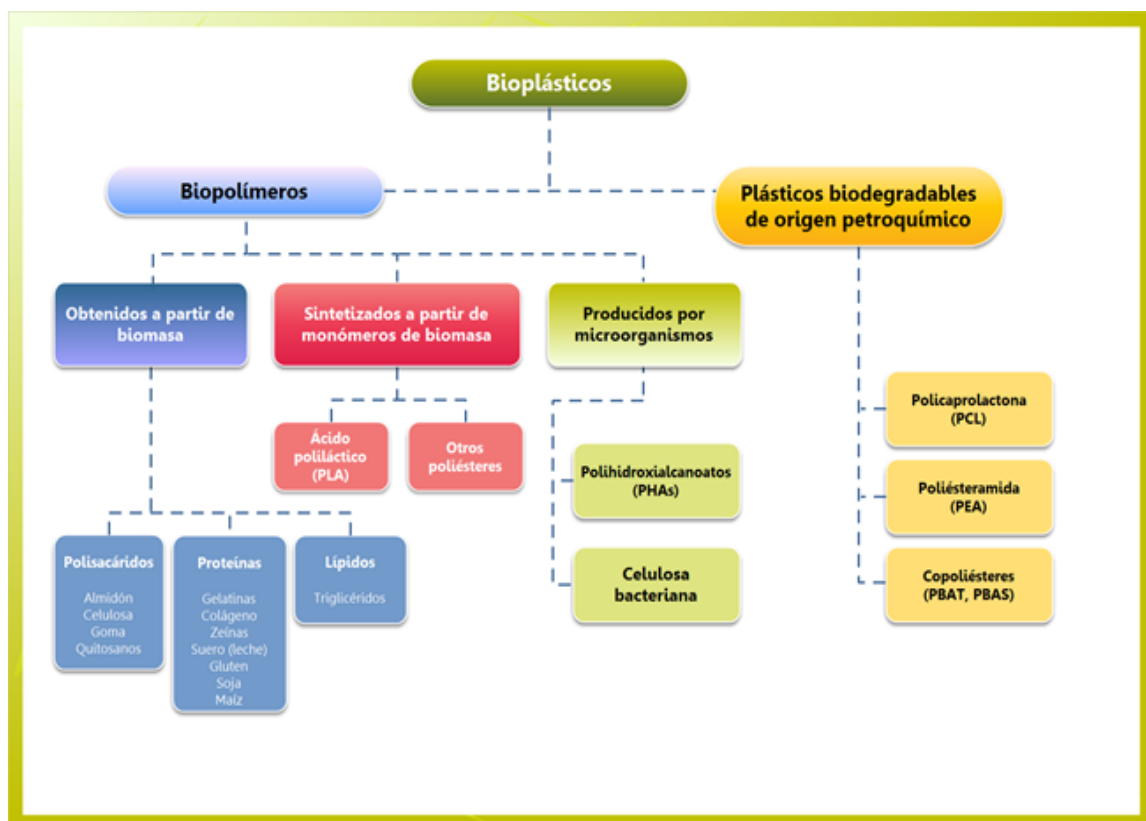 Bioplásticos
Biopolímeros
Plásticos biodegradables
de origen petroquímico
Obtenidos a partir de
biomasa
Sintetizados a partir de
monómeros de biomasa
Producidos por
microorganismos
Ácido
poliláctico
(PLA)
Otros
poliésteres
Polihidroxialcanoatos
(PHAs)
Celulosa
bacteriana
Policaprolactona
(PCL)
Poliésteramida
(PEA)
Copoliésteres
(PBAT, PBAS)
Polisacáridos
Almidón
Celulosa
Goma
Quitosanos
Proteínas
Gelatinas
Colágeno
Zeínas
Suero (leche)
Gluten
Soja
Maíz
Lípidos
Triglicéridos